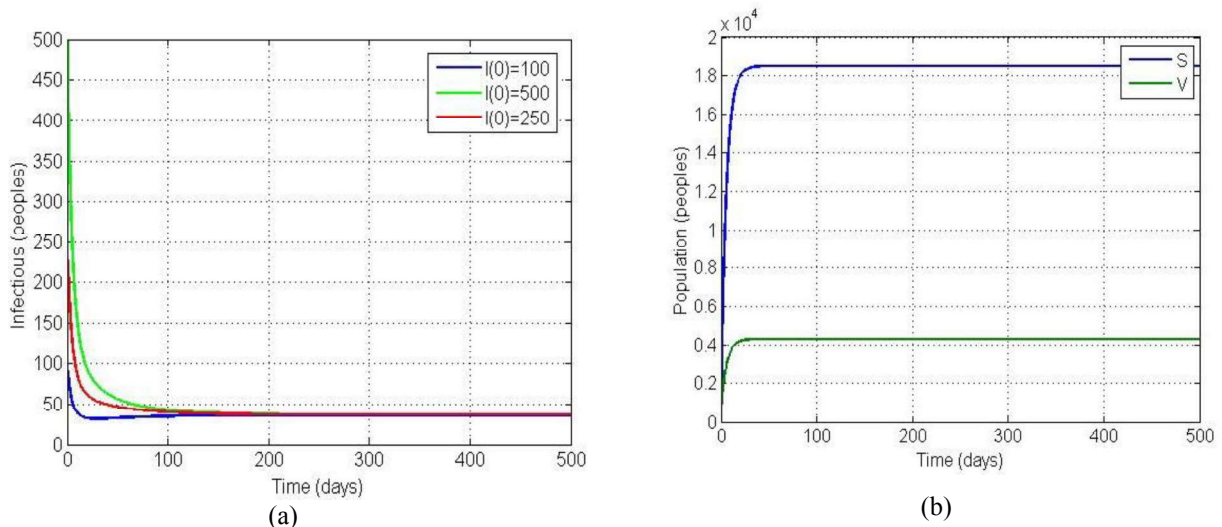 500
450
400
350
300
250
200
150
100
50
0
Infectious (peoples)
I(0)=100
I(0)=500
I(0)=250
0 100 200 300 400 500
Time (days)
(a)
x 10^4
2
1.8
1.6
1.4
1.2
1
0.8
0.6
0.4
0.2
0
Population (peoples)
S
V
0 100 200 300 400 500
Time (days)
(b)